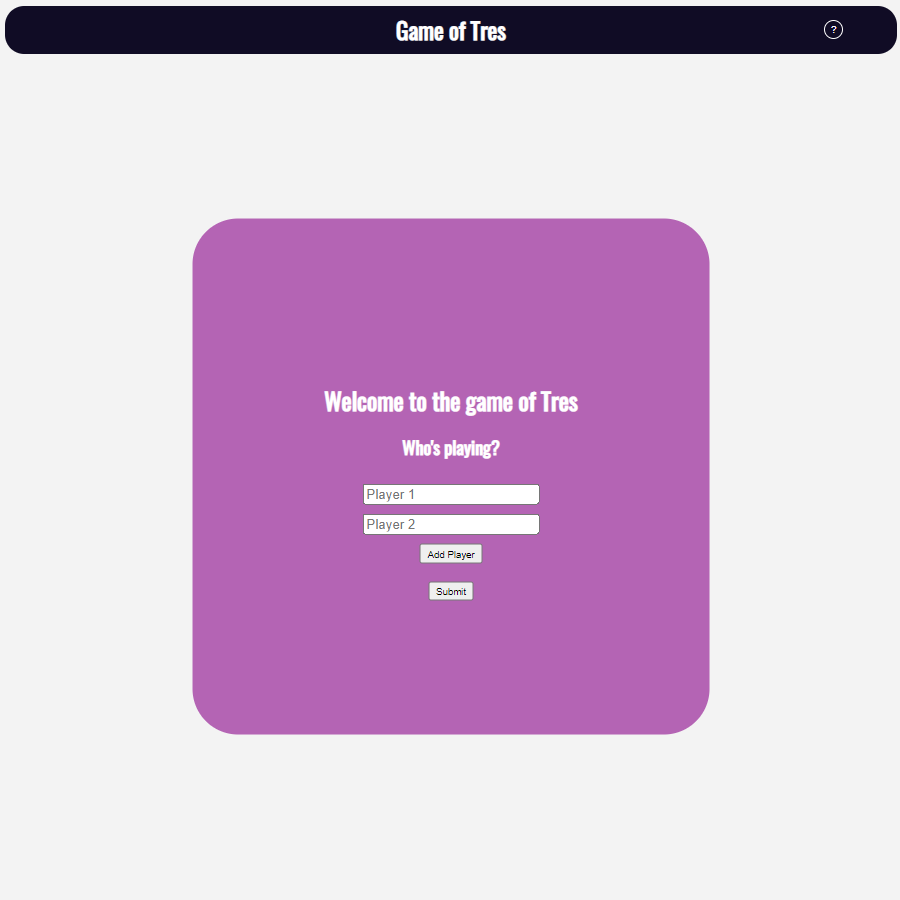 Game of Tres
?
Welcome to the game of Tres
Who's playing?
Player 1
Player 2
Add Player
Submit